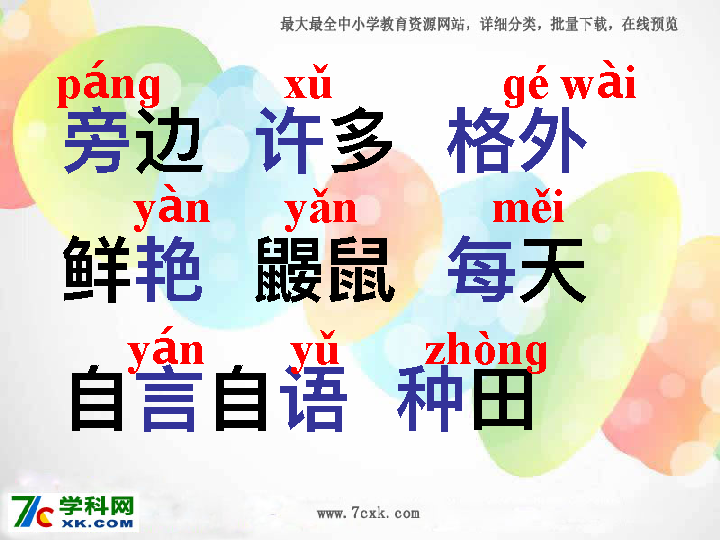 最大最全中小学教育资源网站，详细分类，批量下载，在线预览
páng xǔ gé wài
旁边 许多 格外
yàn yǎn měi
鲜艳 鼹鼠 每天
yán yǔ zhòng
自言自语 种田
7C 学科网
XK.COM
www.7cxk.com